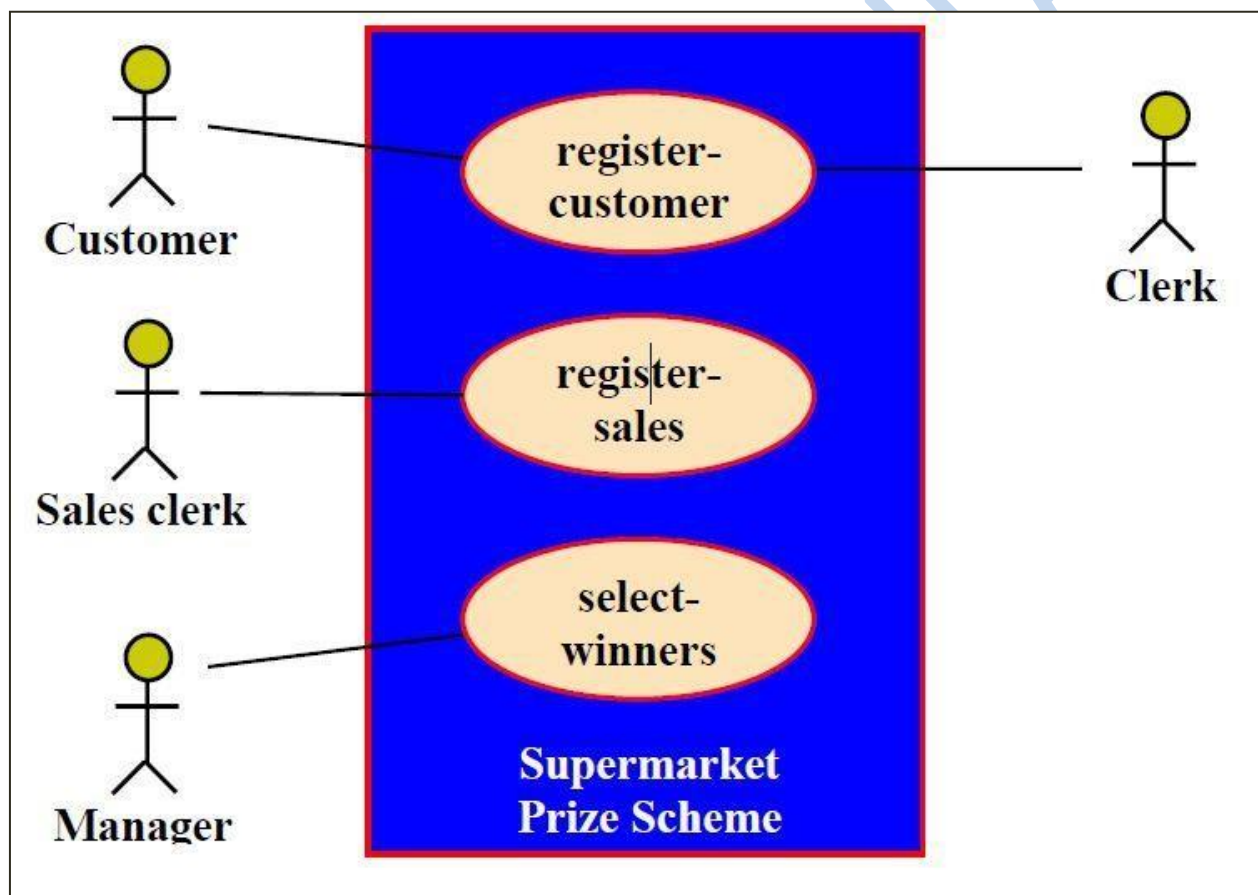 register-
customer
Customer
Clerk
register-
sales
Sales clerk
select-
winners
Manager
Supermarket
Prize Scheme